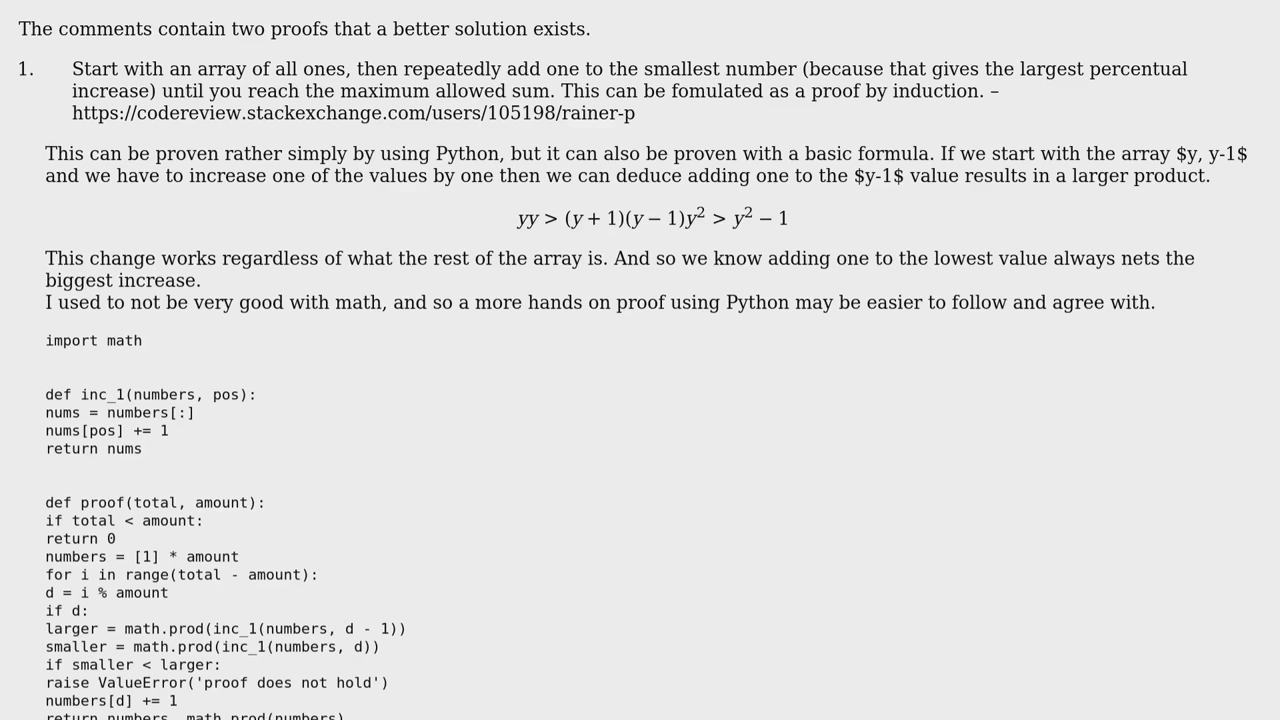 The comments contain two proofs that a better solution exists.
1. Start with an array of all ones, then repeatedly add one to the smallest number (because that gives the largest percentual
increase) until you reach the maximum allowed sum. This can be fomulated as a proof by induction. –
https://codereview.stackexchange.com/users/105198/rainer-p
This can be proven rather simply by using Python, but it can also be proven with a basic formula. If we start with the array $y, y-1$
and we have to increase one of the values by one then we can deduce adding one to the $y-1$ value results in a larger product.
yy > (y + 1)(y − 1)y² > y² − 1
This change works regardless of what the rest of the array is. And so we know adding one to the lowest value always nets the
biggest increase.
I used to not be very good with math, and so a more hands on proof using Python may be easier to follow and agree with.
import math
def inc_1(numbers, pos):
nums = numbers[:]
nums[pos] += 1
return nums
def proof(total, amount):
if total < amount:
return 0
numbers = [1] * amount
for i in range(total - amount):
d = i % amount
if d:
larger = math.prod(inc_1(numbers, d - 1))
smaller = math.prod(inc_1(numbers, d))
if smaller < larger:
raise ValueError('proof does not hold')
numbers[d] += 1
return numbers, math.prod(numbers)